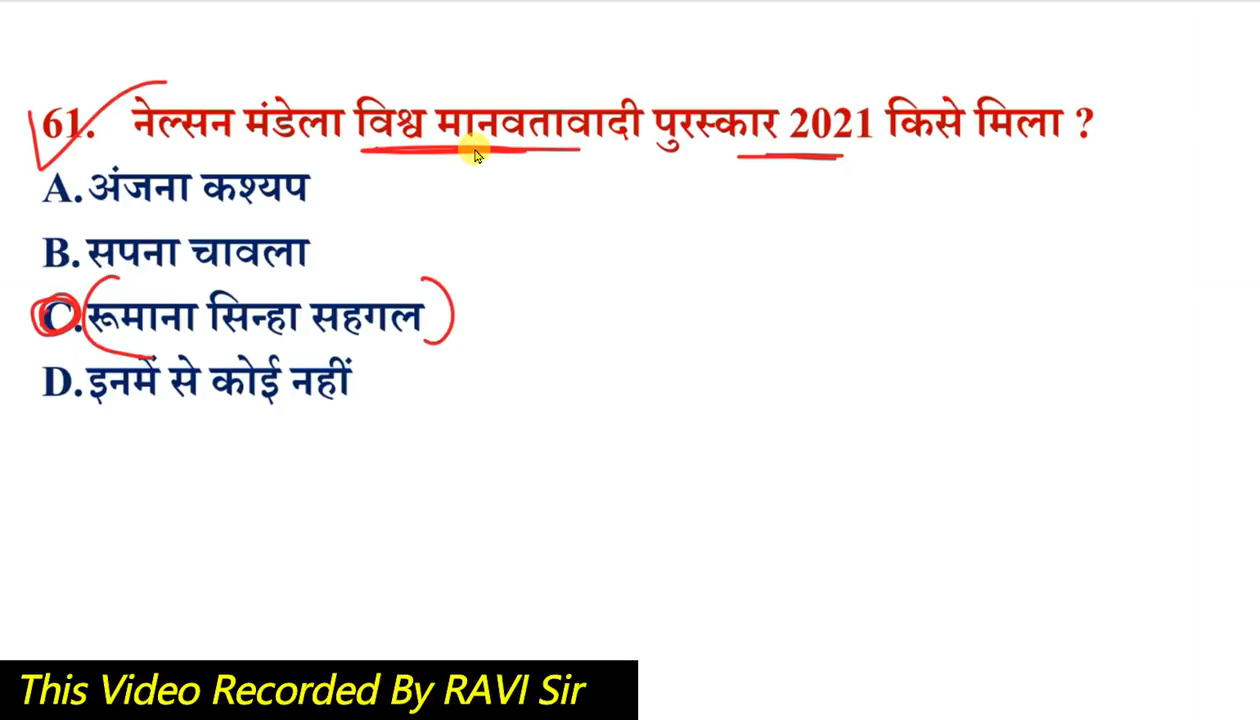 61. नेल्सन मंडेला विश्व मानवतावादी पुरस्कार 2021 किसे मिला ?
A. अंजना कश्यप
B. सपना चावला
C. रूमाना सिन्हा सहगल
D. इनमें से कोई नहीं
This Video Recorded By RAVI Sir